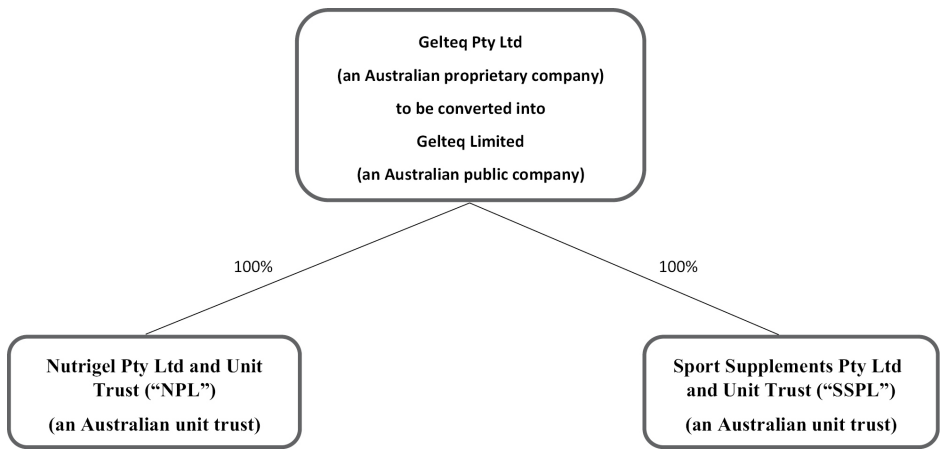 Gelteq Pty Ltd
(an Australian proprietary company)
to be converted into
Gelteq Limited
(an Australian public company)
100%
100%
Nutrigel Pty Ltd and Unit
Trust (“NPL”)
(an Australian unit trust)
Sport Supplements Pty Ltd
and Unit Trust (“SSPL”)
(an Australian unit trust)